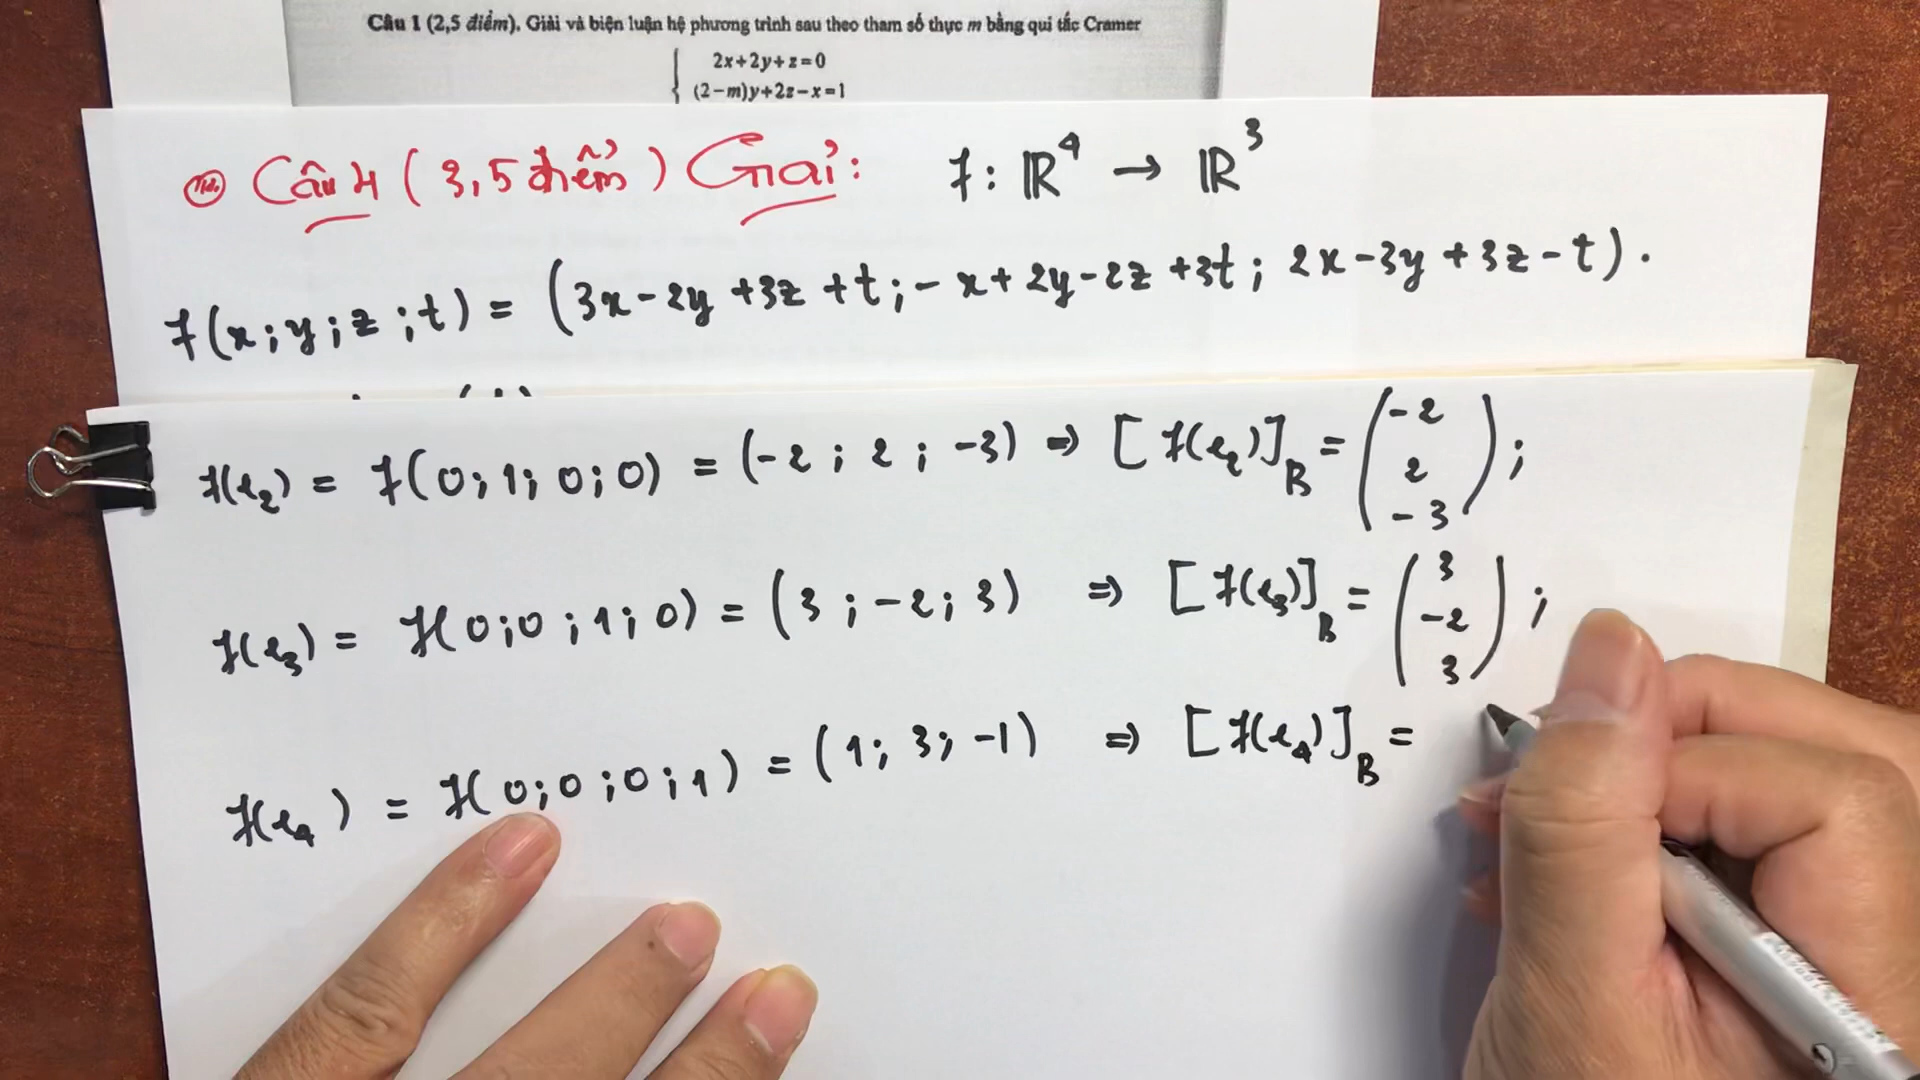 Câu 1 (2,5 điểm). Giải và biện luận hệ phương trình sau theo tham số thực m bằng qui tắc Cramer
2x+2y+z=0
(2-m)y+2z-x=1
Câu 4 (3,5 điểm) Giải: f: ℝ⁴ → ℝ³
f(x;y;z;t) = (3x-2y+3z+t;-x+2y-2z+3t; 2x-3y+3z-t).
f(e₂) = f(0;1;0;0) = (-2; 2; -3) ⇒ [f(e₂)]_B = (-2 2 -3);
f(e₃) = f(0;0;1;0) = (3;-2;3) ⇒ [f(e₃)]_B = (3 -2 3);
f(e₄) = f(0;0;0;1) = (1; 3; -1) ⇒ [f(e₄)]_B =